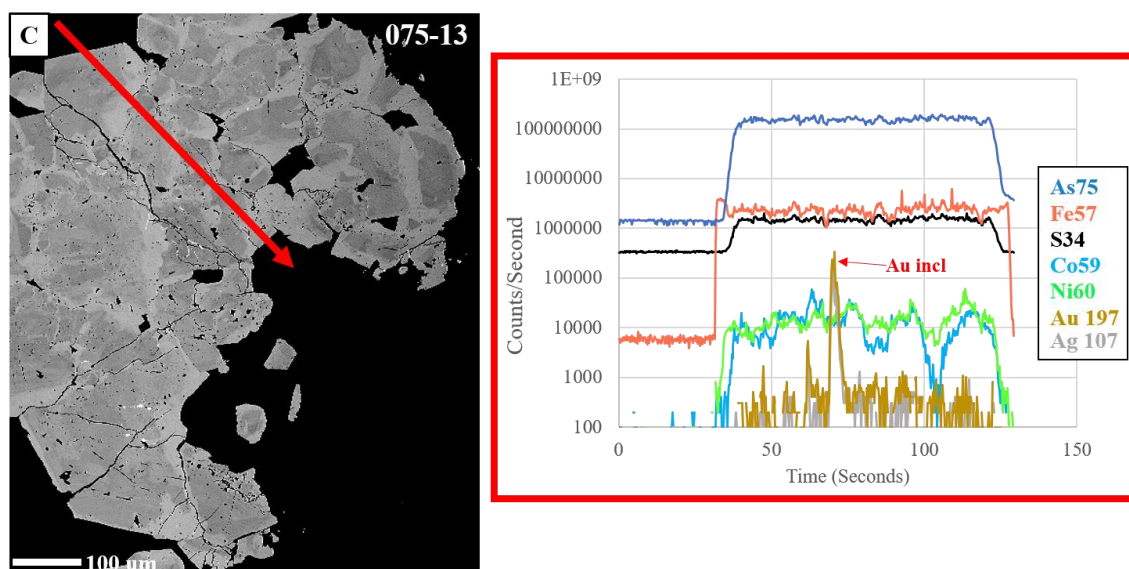 C
075-13
100 µm
1E+09
100000000
10000000
1000000
100000
10000
1000
100
Counts/Second
0
50
100
150
Time (Seconds)
Au incl
As75
Fe57
S34
Co59
Ni60
Au 197
Ag 107